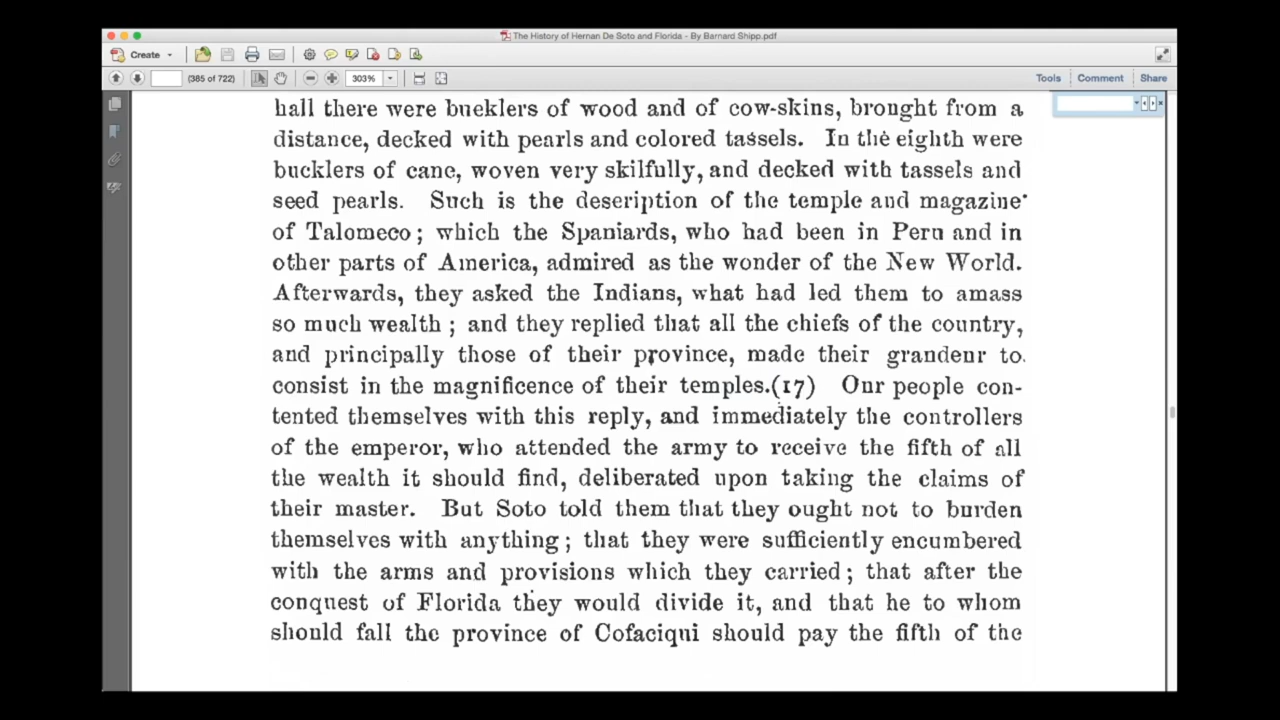 The History of Hernan De Soto and Florida - By Barnard Shipp.pdf
Create
(385 of 722) 303% Tools Comment Share
hall there were bucklers of wood and of cow-skins, brought from a
distance, decked with pearls and colored tassels. In the eighth were
bucklers of cane, woven very skilfully, and decked with tassels and
seed pearls. Such is the description of the temple and magazine
of Talomeco; which the Spaniards, who had been in Peru and in
other parts of America, admired as the wonder of the New World.
Afterwards, they asked the Indians, what had led them to amass
so much wealth; and they replied that all the chiefs of the country,
and principally those of their province, made their grandeur to
consist in the magnificence of their temples.(17) Our people con-
tented themselves with this reply, and immediately the controllers
of the emperor, who attended the army to receive the fifth of all
the wealth it should find, deliberated upon taking the claims of
their master. But Soto told them that they ought not to burden
themselves with anything; that they were sufficiently encumbered
with the arms and provisions which they carried; that after the
conquest of Florida they would divide it, and that he to whom
should fall the province of Cofaciqui should pay the fifth of the